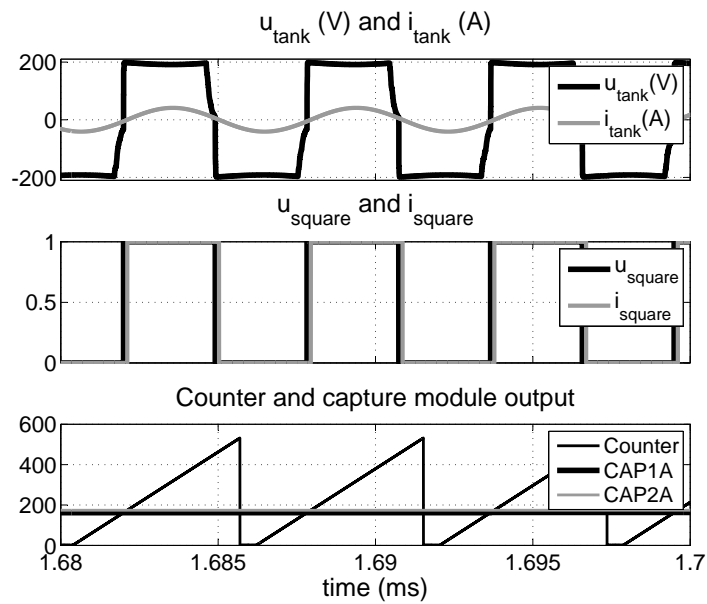 u_tank (V) and i_tank (A)
200
0
-200
u_tank(V)
i_tank(A)
u_square and i_square
1
0.5
0
u_square
i_square
Counter and capture module output
600
400
200
0
Counter
CAP1A
CAP2A
1.68 1.685 1.69 1.695 1.7
time (ms)